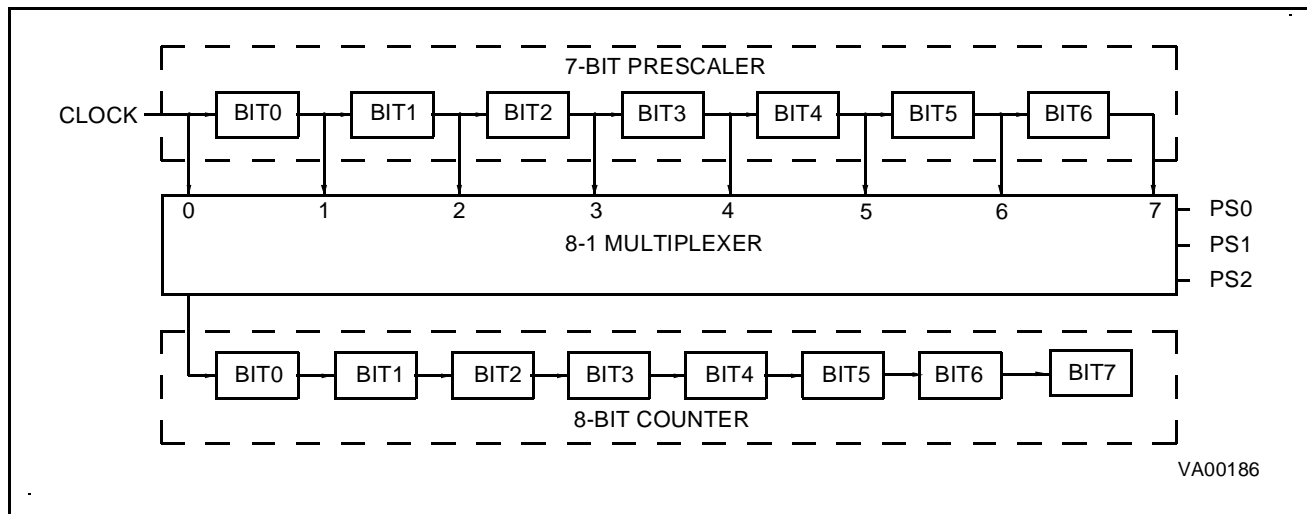 7-BIT PRESCALER
CLOCK BIT0 BIT1 BIT2 BIT3 BIT4 BIT5 BIT6
0 1 2 3 4 5 6 7 PS0
8-1 MULTIPLEXER PS1
PS2
BIT0 BIT1 BIT2 BIT3 BIT4 BIT5 BIT6 BIT7
8-BIT COUNTER
VA00186